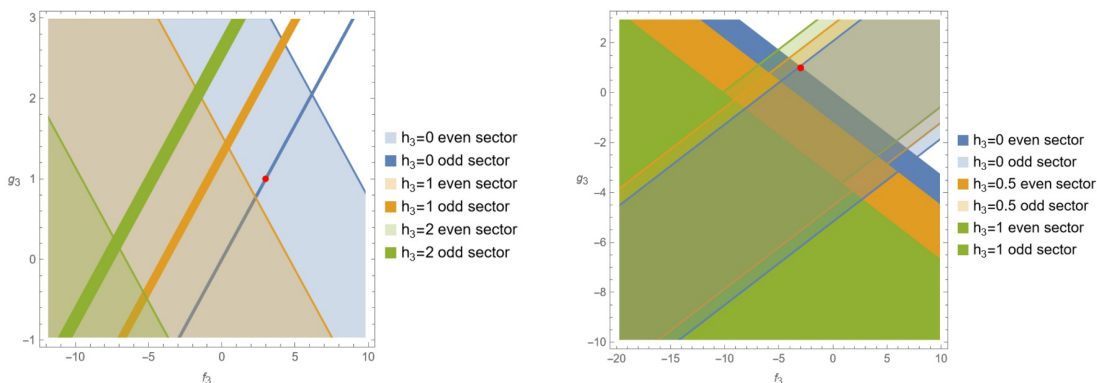 3
2
1
0
−1
g₃
−10
−5
0
5
10
f₃
h₃=0 even sector
h₃=0 odd sector
h₃=1 even sector
h₃=1 odd sector
h₃=2 even sector
h₃=2 odd sector
2
0
−2
−4
−6
−8
−10
g₃
−20
−15
−10
−5
0
5
10
f₃
h₃=0 even sector
h₃=0 odd sector
h₃=0.5 even sector
h₃=0.5 odd sector
h₃=1 even sector
h₃=1 odd sector